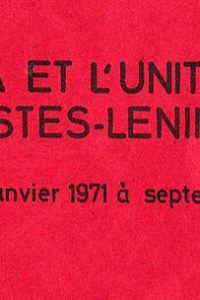 A ET L'UNIT
STES-LENIN
anvier 1971 à septe